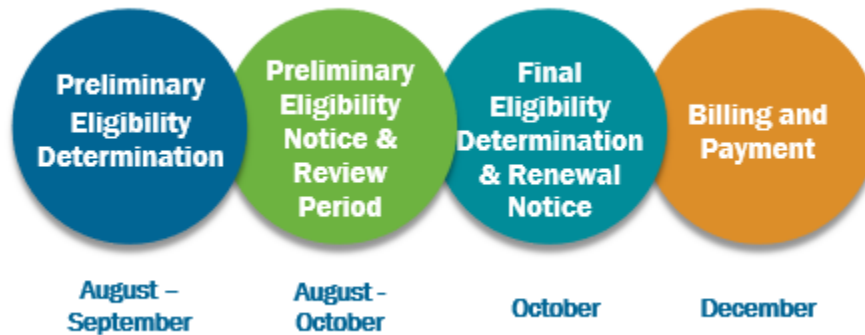 Preliminary
Eligibility
Determination
Preliminary
Eligibility
Notice &
Review
Period
Final
Eligibility
Determination
& Renewal
Notice
Billing and
Payment
August –
September
August -
October
October
December